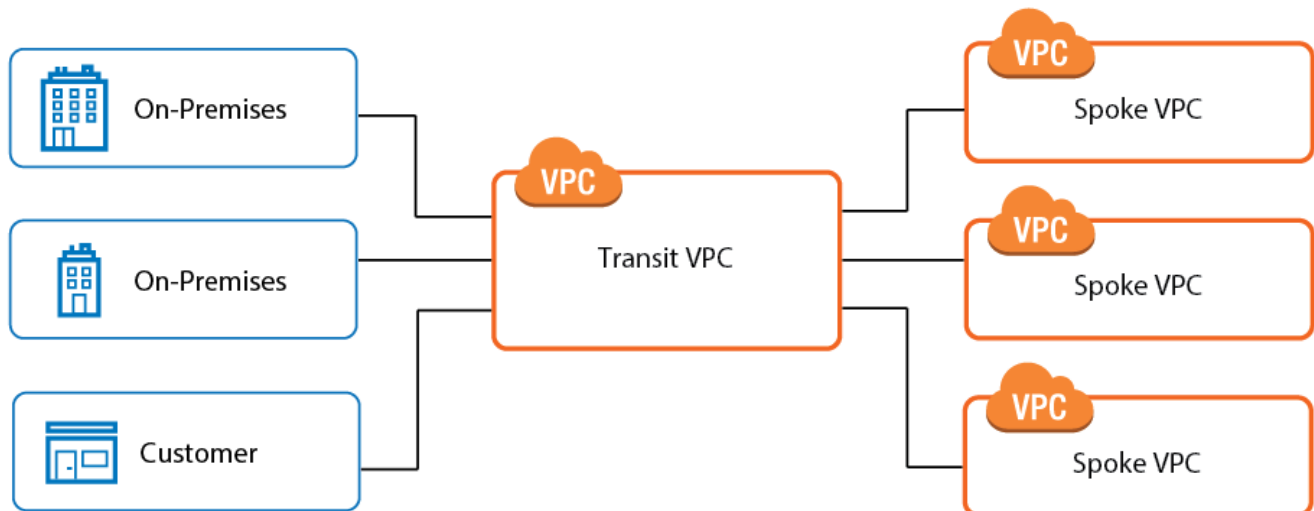 On-Premises
On-Premises
Customer
VPC
Transit VPC
VPC
Spoke VPC
VPC
Spoke VPC
VPC
Spoke VPC